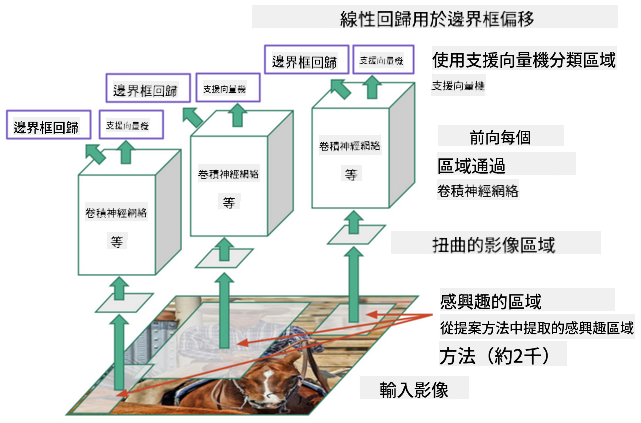 線性回歸用於邊界框偏移
邊界框回歸
支援向量機
使用支援向量機分類區域
支援向量機
邊界框回歸
支援向量機
邊界框回歸
支援向量機
卷積神經網絡
等
卷積神經網絡
等
卷積神經網絡
等
前向每個
區域通過
卷積神經網絡
扭曲的影像區域
感興趣的區域
從提案方法中提取的感興趣區域
方法（約2千）
輸入影像